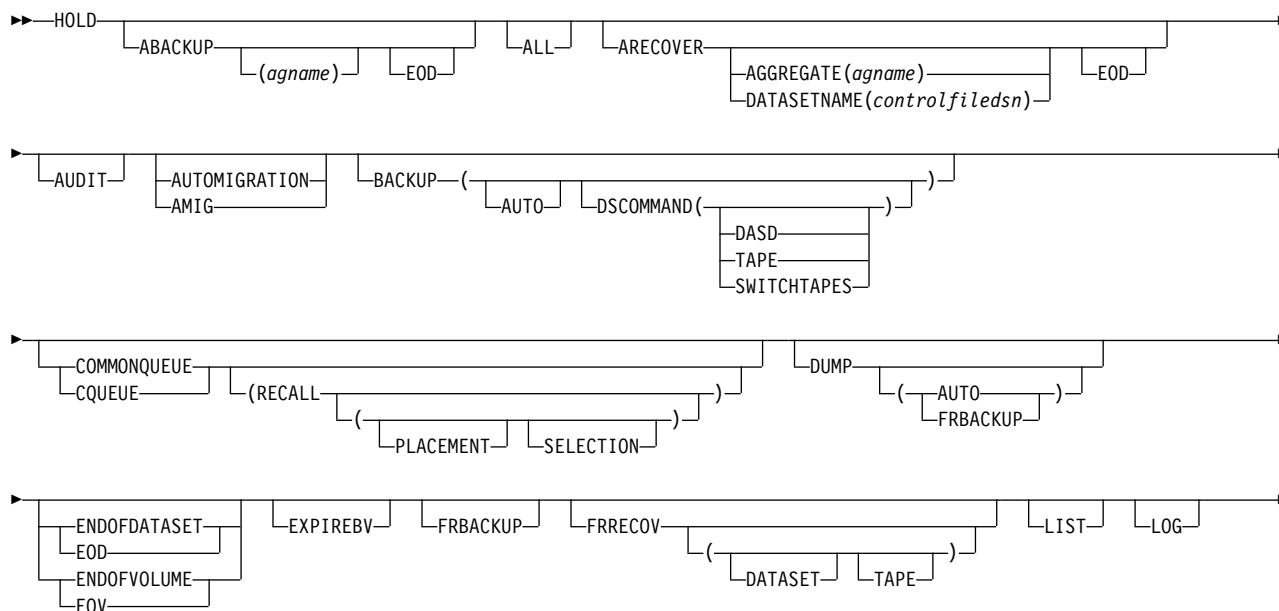 HOLD
ABACKUP
(agname)
EOD
ALL
ARECOVER
AGGREGATE(agname)
DATASETNAME(controlfiledsn)
EOD
AUDIT
AUTOMIGRATION
AMIG
BACKUP
(
AUTO
DSCOMMAND(
DASD
TAPE
SWITCHTAPES
)
)
COMMONQUEUE
CQUEUE
(RECALL
(
PLACEMENT
SELECTION
)
)
DUMP
(
AUTO
FRBACKUP
)
ENDOFDATASET
EOD
ENDOFVOLUME
EOV
EXPIREBV
FRBACKUP
FRRECOV
(
DATASET
TAPE
)
LIST
LOG